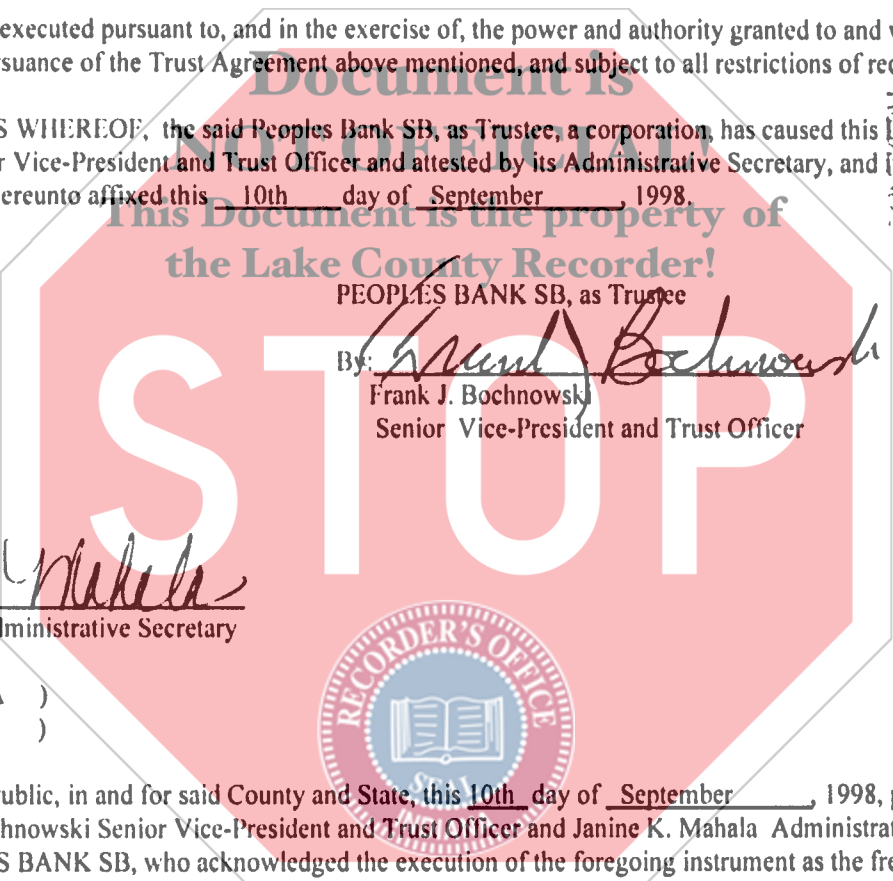 executed pursuant to, and in the exercise of, the power and authority granted to and
rsuance of the Trust Agreement above mentioned, and subject to all restrictions of rec
Document is
S WHEREOF, the said Peoples Bank SB, as Trustee, a corporation, has caused this
NOT OFFICIAL!
r Vice-President and Trust Officer and attested by its Administrative Secretary, and
ereunto affixed this 10th day of September, 1998.
This Document is the property of
the Lake County Recorder!
PEOPLES BANK SB, as Trustee
By: Frank J Bochnowski
Frank J. Bochnowski
Senior Vice-President and Trust Officer
STOP
Mahala
dministrative Secretary
RECORDER'S OFFICE
A )
)
SEAL
ublic, in and for said County and State, this 10th day of September, 1998,
chnowski Senior Vice-President and Trust Officer and Janine K. Mahala Administrat
S BANK SB, who acknowledged the execution of the foregoing instrument as the fre